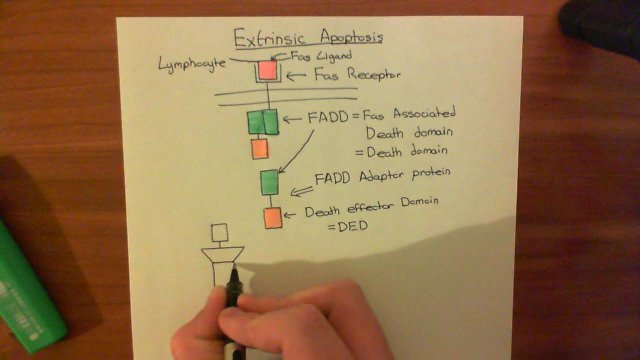 Extrinsic Apoptosis
Fas Ligand
Lymphocyte
Fas Receptor
FADD = Fas Associated
Death domain
= Death domain
FADD Adaptor protein
Death effector Domain
= DED